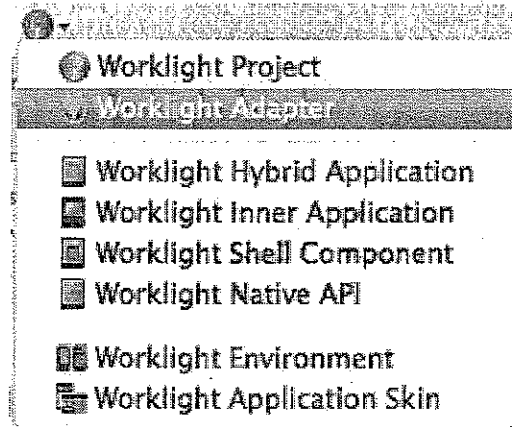 Worklight Project
Worklight Adapter
Worklight Hybrid Application
Worklight Inner Application
Worklight Shell Component
Worklight Native API
Worklight Environment
Worklight Application Skin